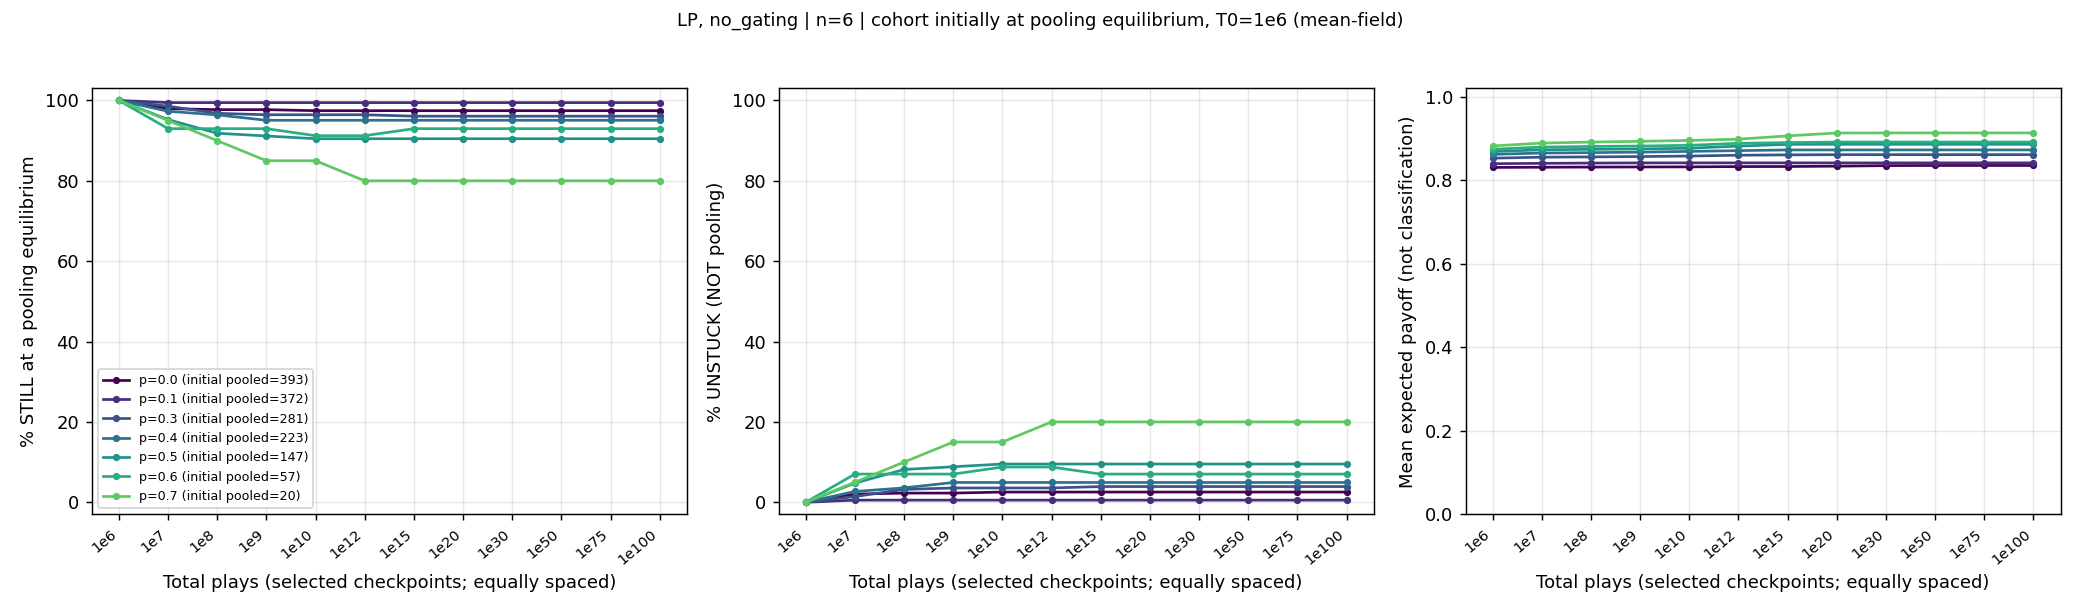 LP, no_gating | n=6 | cohort initially at pooling equilibrium, T0=1e6 (mean-field)
% STILL at a pooling equilibrium
100
80
60
40
20
0
p=0.0 (initial pooled=393)
p=0.1 (initial pooled=372)
p=0.3 (initial pooled=281)
p=0.4 (initial pooled=223)
p=0.5 (initial pooled=147)
p=0.6 (initial pooled=57)
p=0.7 (initial pooled=20)
1e6 1e7 1e8 1e9 1e10 1e12 1e15 1e20 1e30 1e50 1e75 1e100
Total plays (selected checkpoints; equally spaced)
% UNSTUCK (NOT pooling)
100
80
60
40
20
0
1e6 1e7 1e8 1e9 1e10 1e12 1e15 1e20 1e30 1e50 1e75 1e100
Total plays (selected checkpoints; equally spaced)
Mean expected payoff (not classification)
1.0
0.8
0.6
0.4
0.2
0.0
1e6 1e7 1e8 1e9 1e10 1e12 1e15 1e20 1e30 1e50 1e75 1e100
Total plays (selected checkpoints; equally spaced)